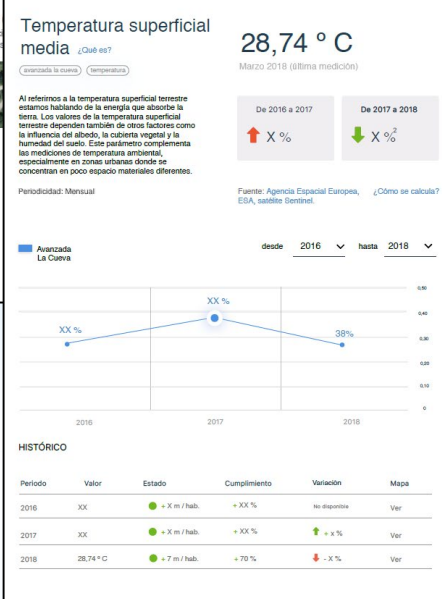 Temperatura superficial
media ¿Qué es?
avanzada la cueva temperatura
28,74 º C
Marzo 2018 (última medición)
Al referirnos a la temperatura superficial terrestre
estamos hablando de la energía que absorbe la
tierra. Los valores de la temperatura superficial
terrestre dependen también de otros factores como
la influencia del albedo, la cubierta vegetal y la
humedad del suelo. Este parámetro complementa
las mediciones de temperatura ambiental,
especialmente en zonas urbanas donde se
concentran en poco espacio materiales diferentes.
De 2016 a 2017
X %
De 2017 a 2018
X %2
Periodicidad: Mensual
Fuente: Agencia Espacial Europea,
ESA, satélite Sentinel.
¿Cómo se calcula?
Avanzada
La Cueva
desde 2016 hasta 2018
0,50
0,40
0,30
0,20
0,10
0
XX %
XX %
38%
2016 2017 2018
HISTÓRICO
Periodo Valor Estado Cumplimiento Variación Mapa
2016 XX + X m / hab. + XX % No disponible Ver
2017 XX + X m / hab. + XX % + x % Ver
2018 28,74 º C + 7 m / hab. + 70 % - X % Ver